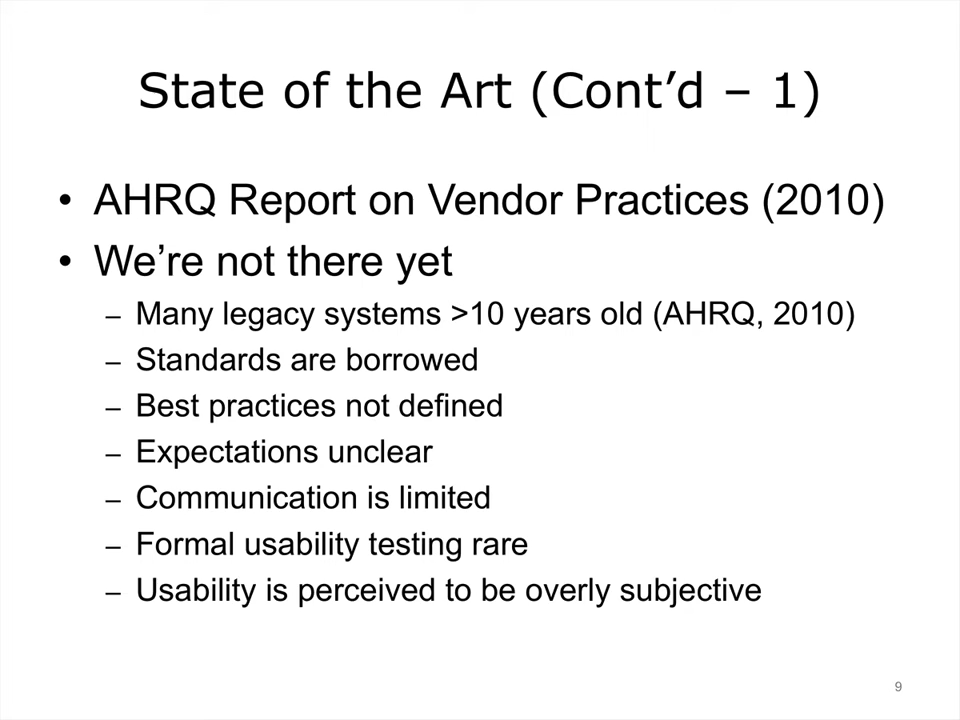 State of the Art (Cont’d – 1)
• AHRQ Report on Vendor Practices (2010)
• We’re not there yet
– Many legacy systems >10 years old (AHRQ, 2010)
– Standards are borrowed
– Best practices not defined
– Expectations unclear
– Communication is limited
– Formal usability testing rare
– Usability is perceived to be overly subjective
9